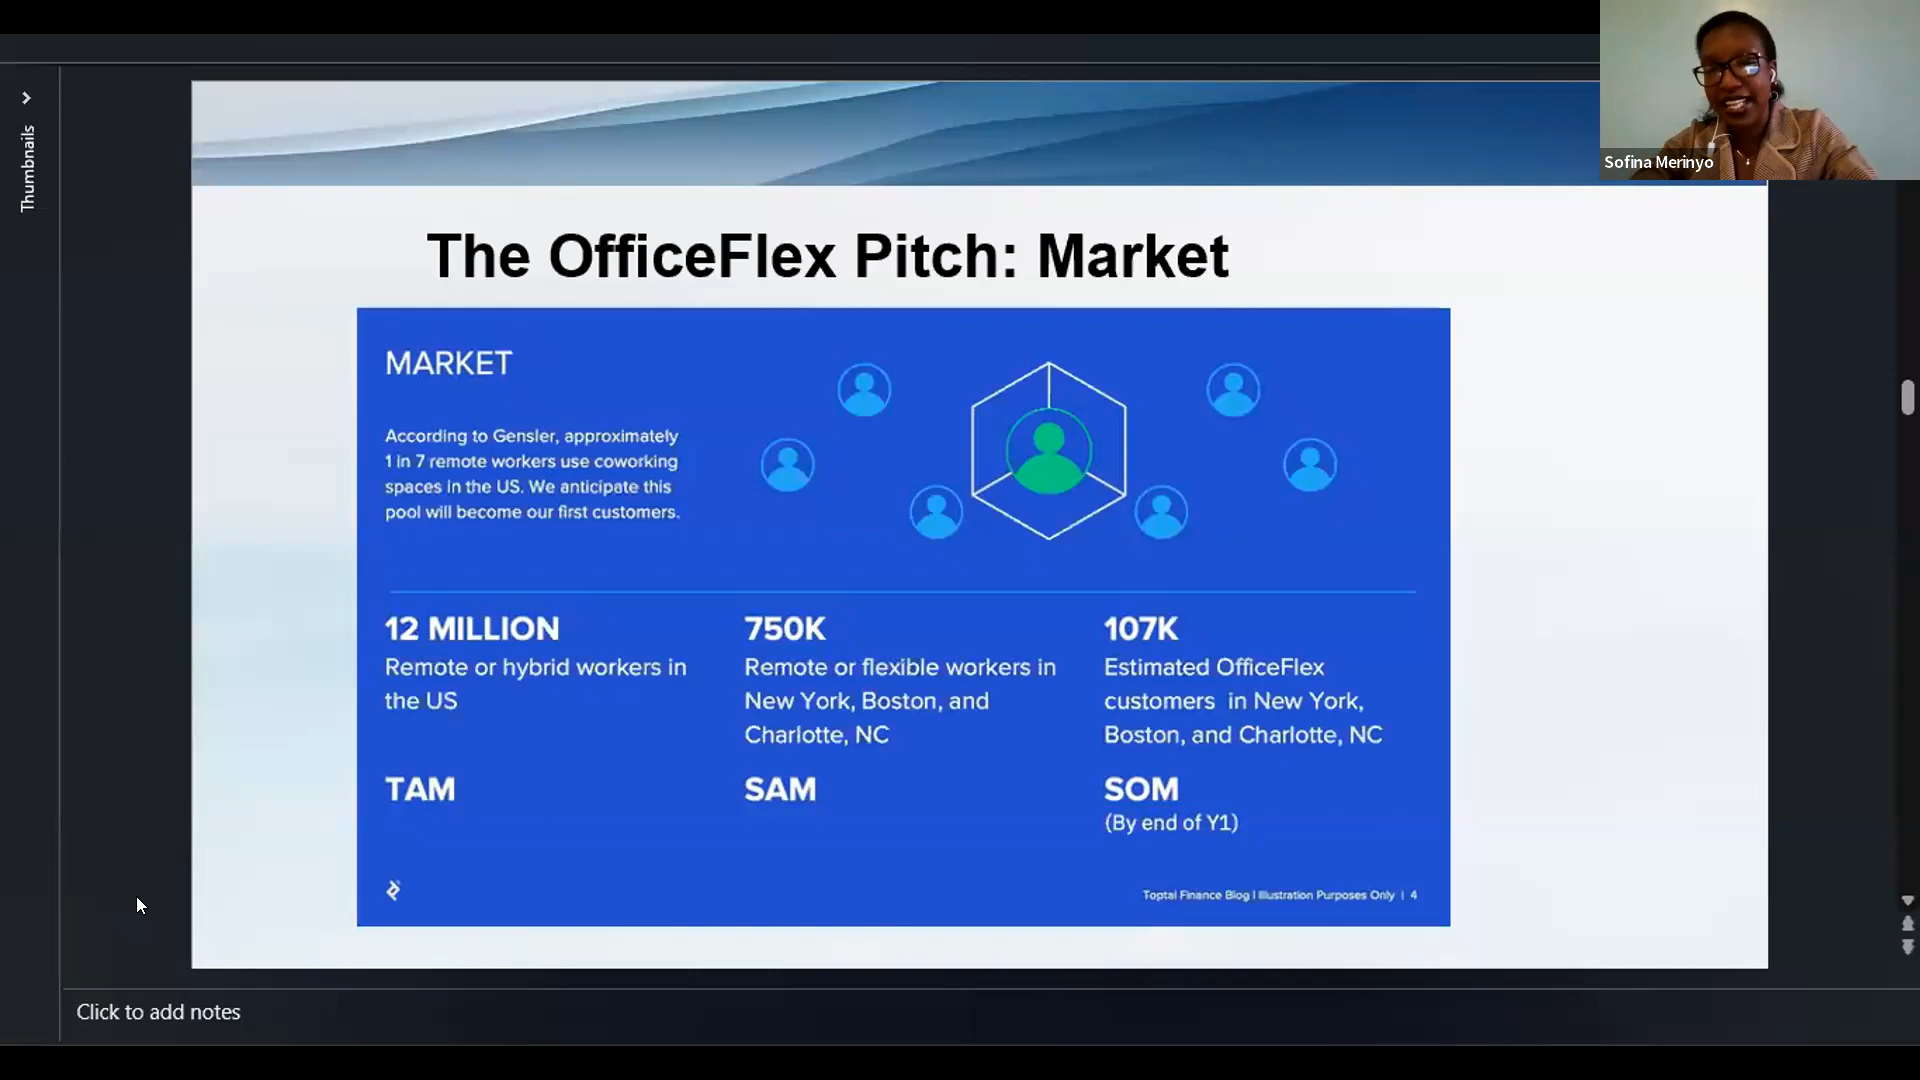 Sofina Merinyo
Thumbnails
The OfficeFlex Pitch: Market
MARKET
According to Gensler, approximately
1 in 7 remote workers use coworking
spaces in the US. We anticipate this
pool will become our first customers.
12 MILLION
Remote or hybrid workers in
the US
TAM
750K
Remote or flexible workers in
New York, Boston, and
Charlotte, NC
SAM
107K
Estimated OfficeFlex
customers in New York,
Boston, and Charlotte, NC
SOM
(By end of Y1)
Toptal Finance Blog | Illustration Purposes Only | 4
Click to add notes